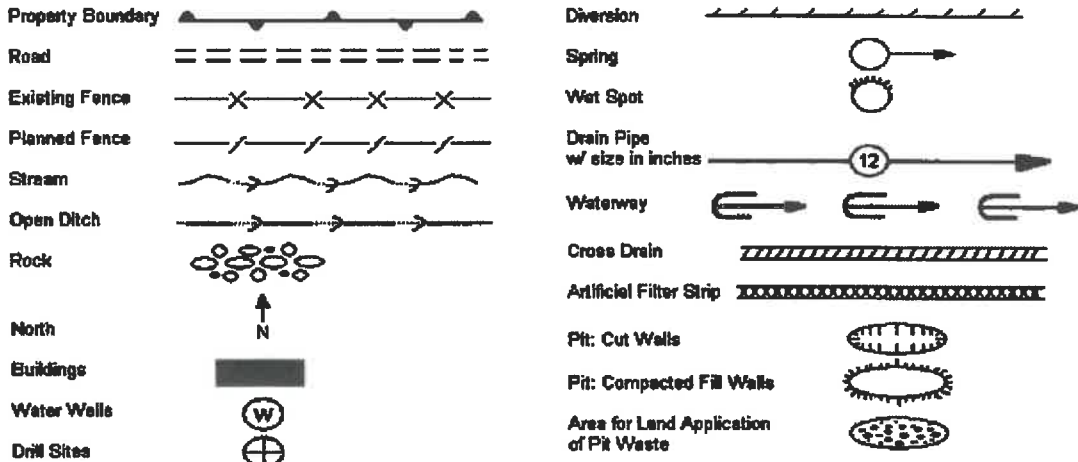 Property Boundary
Road
Existing Fence
Planned Fence
Stream
Open Ditch
Rock
North
N
Buildings
Water Wells
W
Drill Sites
Diversion
Spring
Wet Spot
Drain Pipe
w/ size in inches
12
Waterway
Cross Drain
Artificial Filter Strip
Pit: Cut Walls
Pit: Compacted Fill Walls
Area for Land Application
of Pit Waste